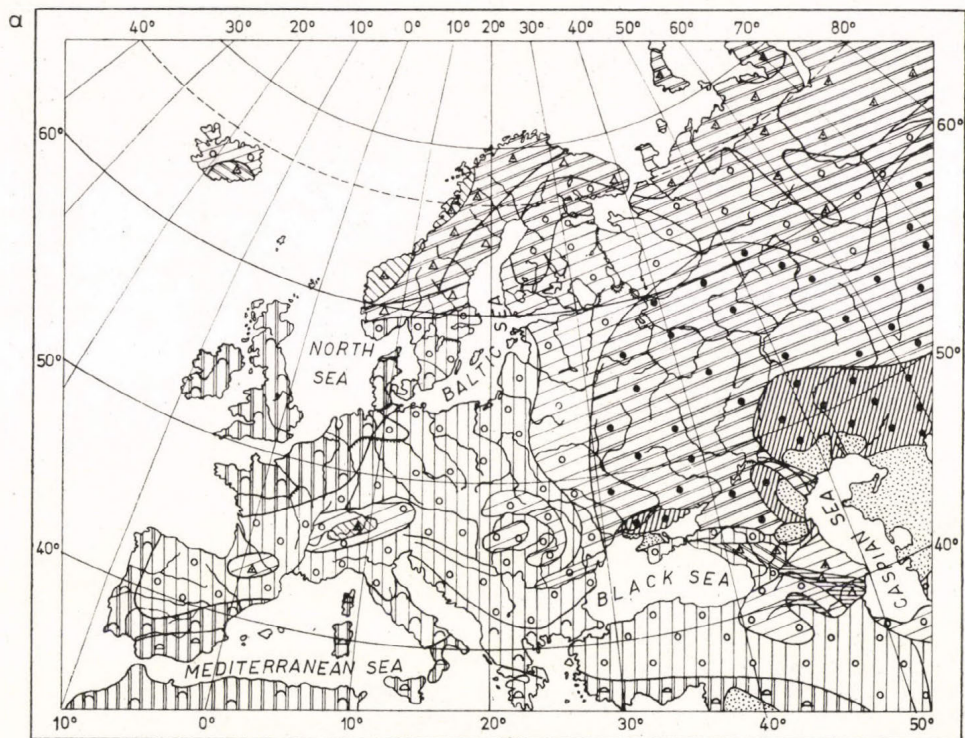 α
40° 30° 20° 10° 0° 10° 20° 30° 40° 50° 60° 70° 80°
60° 60°
50° 50°
40° 40°
NORTH
SEA
BALTIC SEA
BLACK SEA
CASPIAN SEA
MEDITERRANEAN SEA
10° 0° 10° 20° 30° 40° 50°